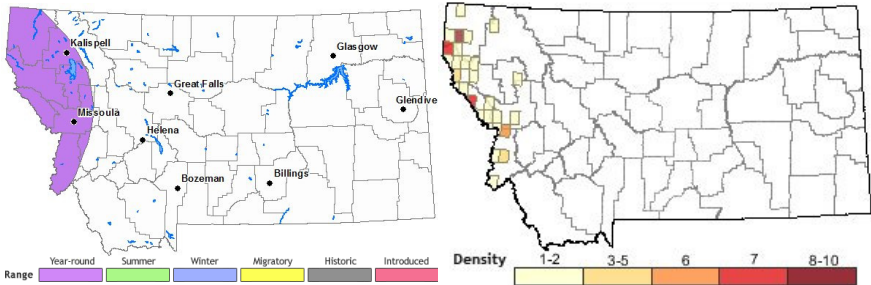 Kalispell
Glasgow
Great Falls
Glendive
Missoula
Helena
Bozeman
Billings
Year-round Summer Winter Migratory Historic Introduced
Range
Density 1-2 3-5 6 7 8-10